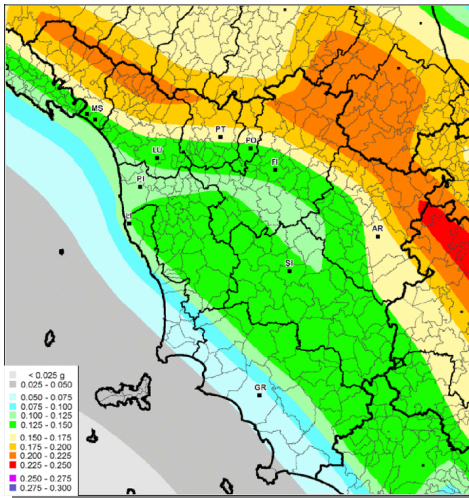 MS
PT
PO
LU
FI
PI
LI
AR
SI
GR
< 0.025 g
0.025 - 0.050
0.050 - 0.075
0.075 - 0.100
0.100 - 0.125
0.125 - 0.150
0.150 - 0.175
0.175 - 0.200
0.200 - 0.225
0.225 - 0.250
0.250 - 0.275
0.275 - 0.300